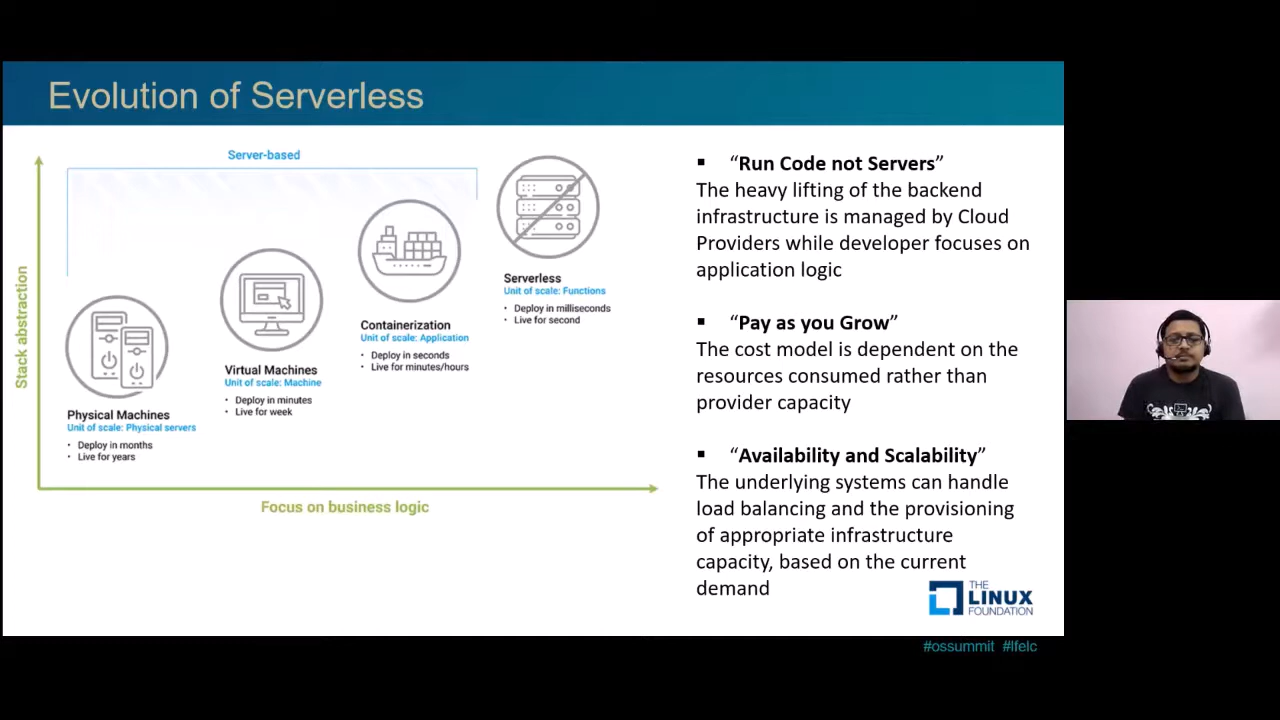 Evolution of Serverless
Server-based
Stack abstraction
Physical Machines
Unit of scale: Physical servers
• Deploy in months
• Live for years
Virtual Machines
Unit of scale: Machine
• Deploy in minutes
• Live for week
Containerization
Unit of scale: Application
• Deploy in seconds
• Live for minutes/hours
Serverless
Unit of scale: Functions
• Deploy in milliseconds
• Live for second
Focus on business logic
▪ “Run Code not Servers”
The heavy lifting of the backend
infrastructure is managed by Cloud
Providers while developer focuses on
application logic
▪ “Pay as you Grow”
The cost model is dependent on the
resources consumed rather than
provider capacity
▪ “Availability and Scalability”
The underlying systems can handle
load balancing and the provisioning
of appropriate infrastructure
capacity, based on the current
demand
THE
LINUX
FOUNDATION
#ossummit #lfelc